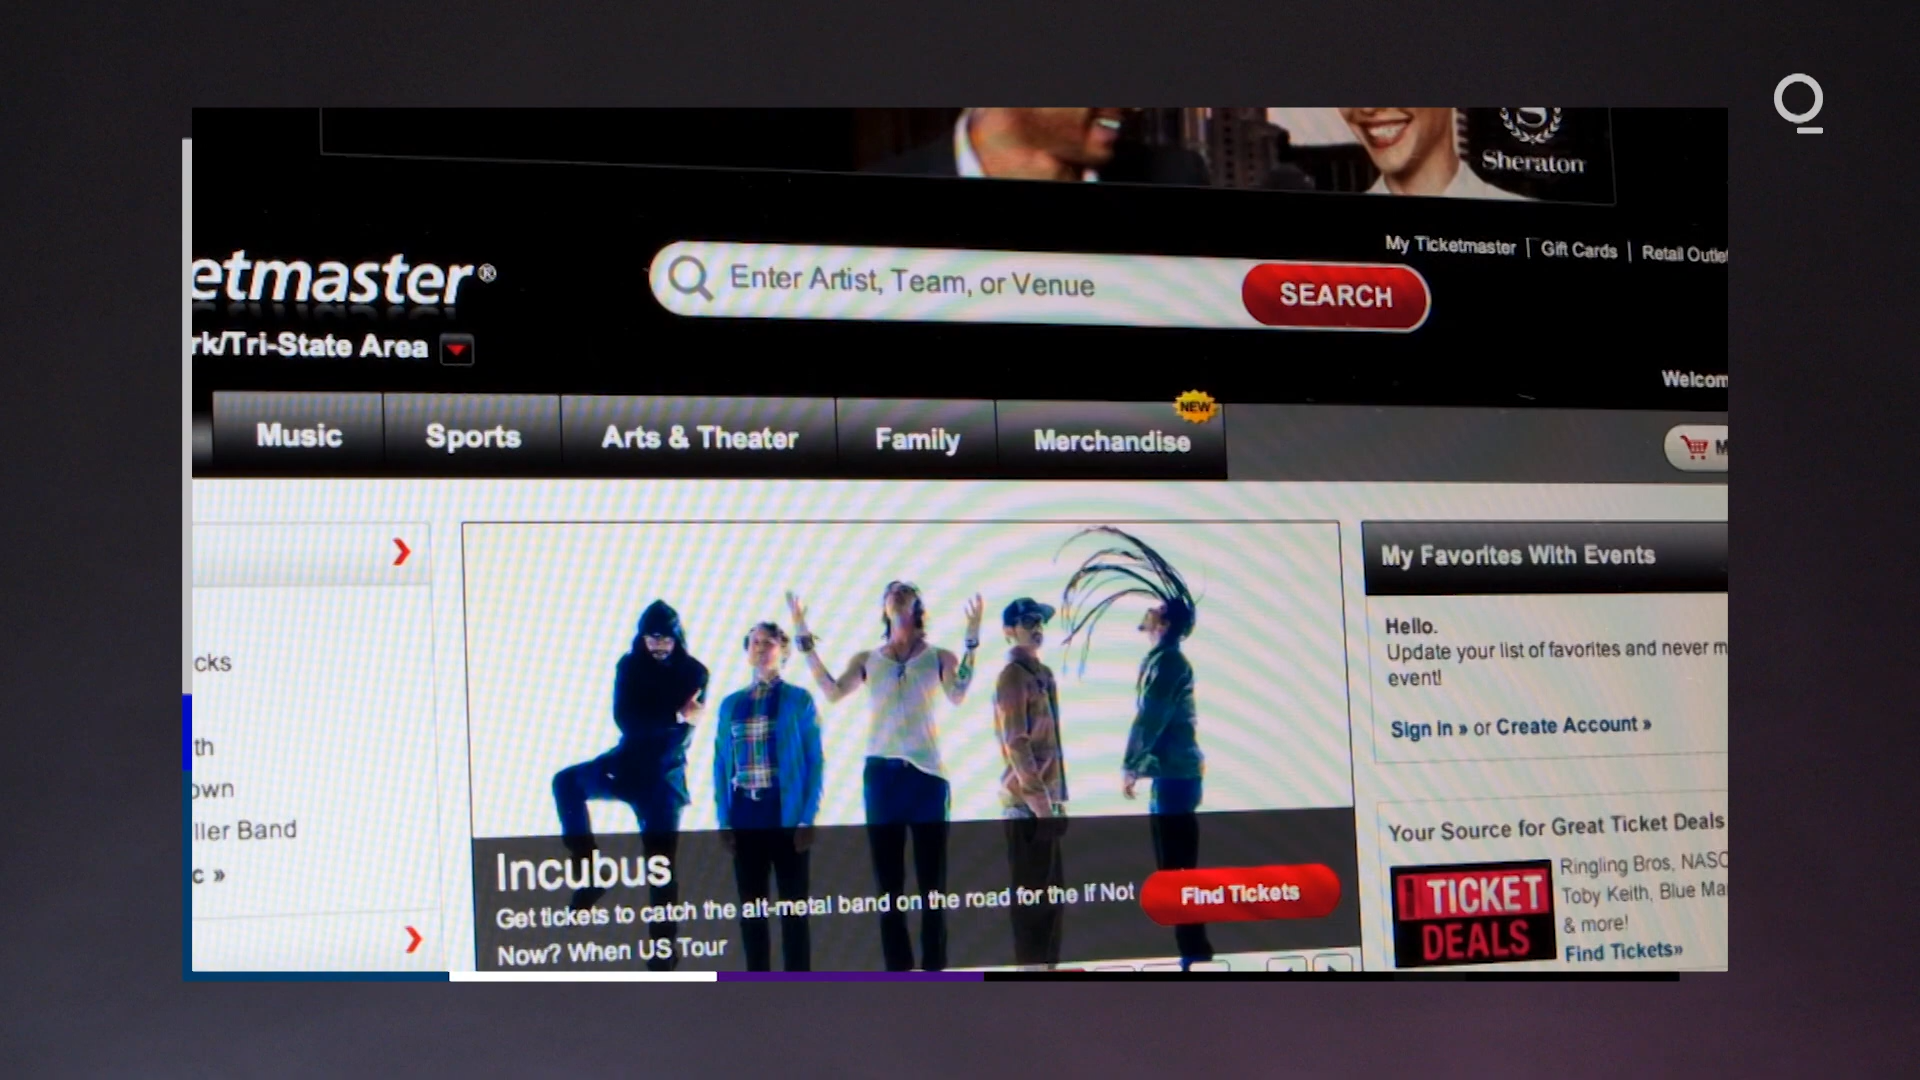 Sheraton
My Ticketmaster | Gift Cards | Retail Outle
etmaster®
Enter Artist, Team, or Venue
SEARCH
rk/Tri-State Area
Welcom
NEW
Music
Sports
Arts & Theater
Family
Merchandise
M
My Favorites With Events
Hello.
Update your list of favorites and never m
event!
Sign In » or Create Account »
cks
th
own
ller Band
c »
Incubus
Get tickets to catch the alt-metal band on the road for the If Not
Now? When US Tour
Find Tickets
Your Source for Great Ticket Deals
TICKET
DEALS
Ringling Bros, NASC
Toby Keith, Blue Ma
& more!
Find Tickets»